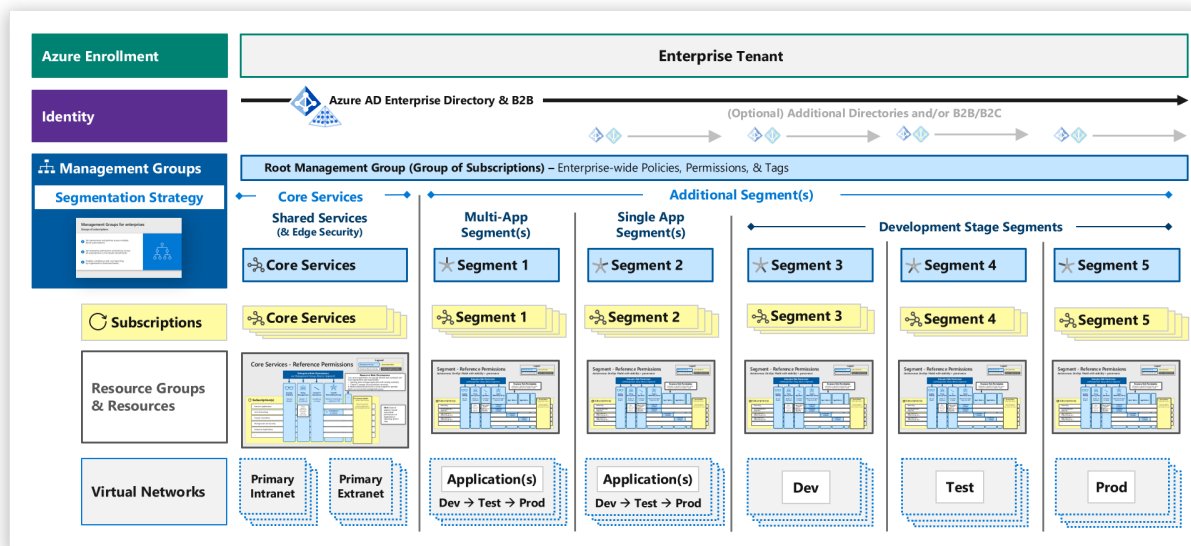 Azure Enrollment
Enterprise Tenant
Identity
Azure AD Enterprise Directory & B2B
(Optional) Additional Directories and/or B2B/B2C
Management Groups
Root Management Group (Group of Subscriptions) – Enterprise-wide Policies, Permissions, & Tags
Segmentation Strategy
Management Groups for enterprise
Core Services
Additional Segment(s)
Shared Services
(& Edge Security)
Multi-App
Segment(s)
Single App
Segment(s)
Development Stage Segments
Core Services
Segment 1
Segment 2
Segment 3
Segment 4
Segment 5
Subscriptions
Core Services
Segment 1
Segment 2
Segment 3
Segment 4
Segment 5
Resource Groups
& Resources
Core Services - Reference Permissions
Segment - Reference Permissions
Segment - Reference Permissions
Segment - Reference Permissions
Segment - Reference Permissions
Segment - Reference Permissions
Virtual Networks
Primary
Intranet
Primary
Extranet
Application(s)
Dev → Test → Prod
Application(s)
Dev → Test → Prod
Dev
Test
Prod